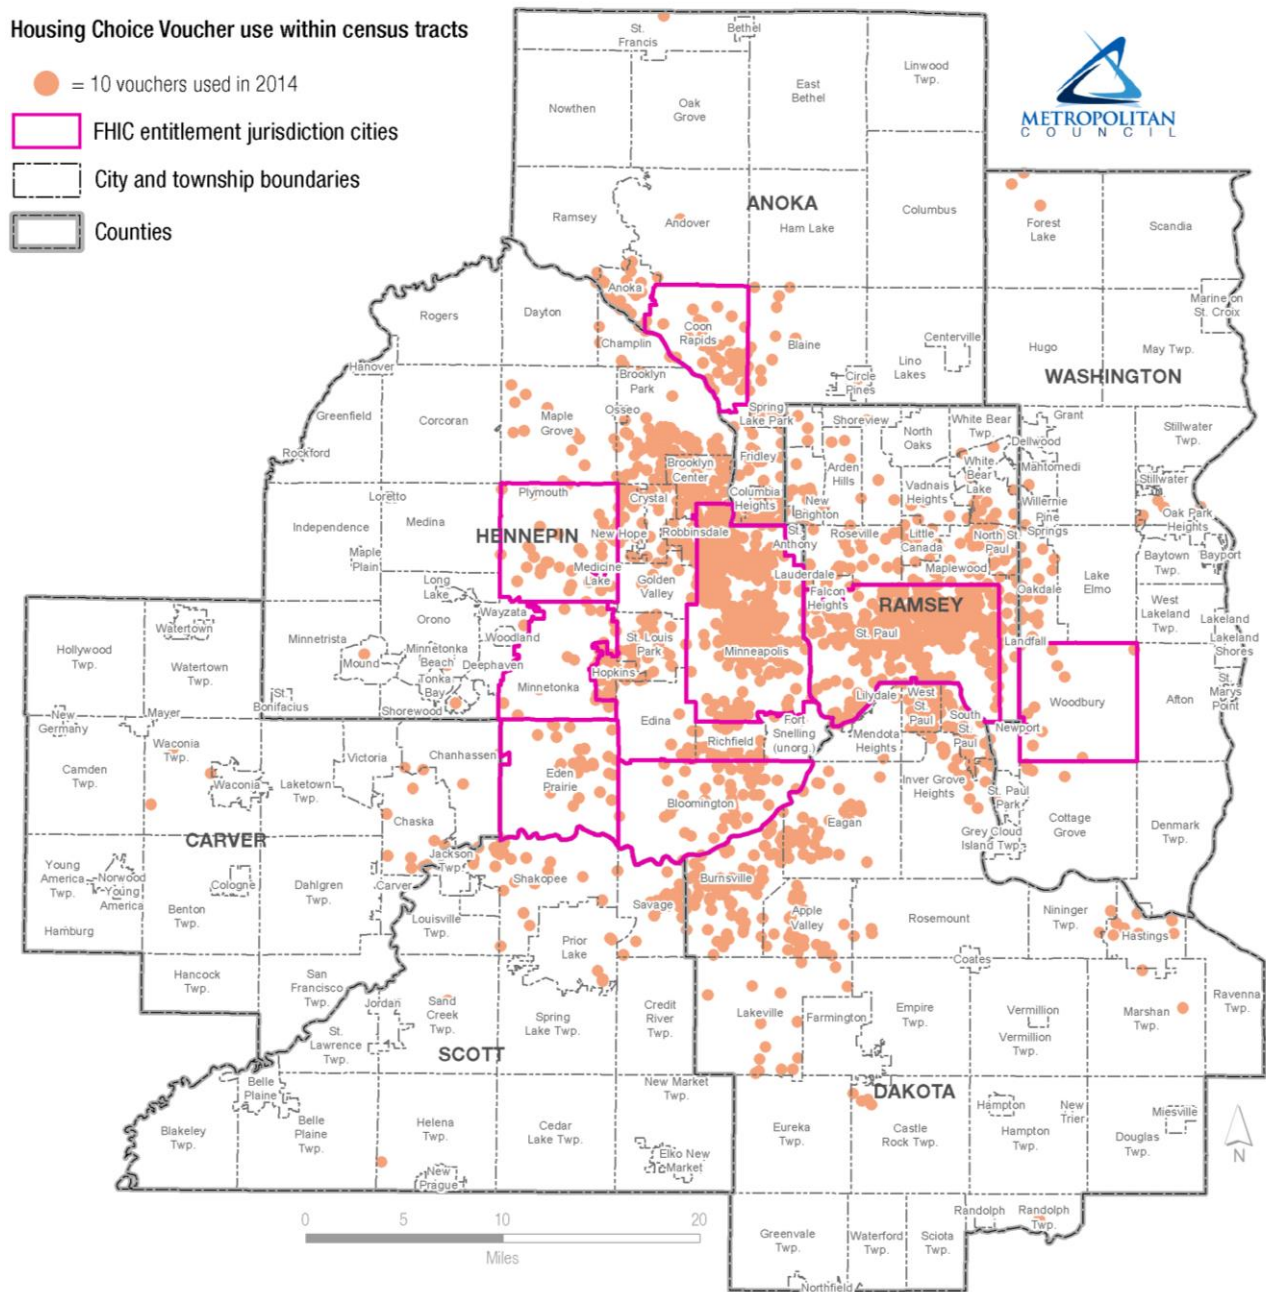 Housing Choice Voucher use within census tracts
= 10 vouchers used in 2014
FHIC entitlement jurisdiction cities
City and township boundaries
Counties
METROPOLITAN
COUNCIL
St.
Francis
Bethel
Linwood
Twp.
Nowthen
Oak
Grove
East
Bethel
Ramsey
Andover
ANOKA
Ham Lake
Columbus
Forest
Lake
Scandia
Anoka
Marine on
St. Croix
Rogers
Dayton
Champlin
Coon
Rapids
Blaine
Centerville
Lino
Lakes
Hugo
May Twp.
Hanover
Brooklyn
Park
Circle
Pines
WASHINGTON
Greenfield
Corcoran
Maple
Grove
Osseo
Spring
Lake Park
Shoreview
North
Oaks
White Bear
Twp.
Grant
Stillwater
Twp.
Rockford
Fridley
Arden
Hills
Dellwood
Mahtomedi
Brooklyn
Center
White
Bear
Lake
Stillwater
Loretto
Plymouth
Crystal
Columbia
Heights
New
Brighton
Vadnais
Heights
Willernie
Pine
Springs
Oak Park
Heights
Independence
Medina
HENNEPIN
New Hope
Robbinsdale
St.
Anthony
Roseville
Little
Canada
North St.
Paul
Maple
Plain
Medicine
Lake
Golden
Valley
Lauderdale
Maplewood
Baytown
Twp.
Bayport
Long
Lake
Falcon
Heights
RAMSEY
Oakdale
Lake
Elmo
West
Lakeland
Twp.
Watertown
Orono
Wayzata
Woodland
St. Louis
Park
St. Paul
Landfall
Lakeland
Lakeland
Shores
Hollywood
Twp.
Watertown
Twp.
Minnetrista
Mound
Minnetonka
Beach
Tonka
Bay
Deephaven
Hopkins
Minneapolis
St.
Marys
Point
St.
Bonifacius
Shorewood
Minnetonka
Lilydale
West
St.
Paul
Woodbury
Afton
New
Germany
Mayer
Edina
Richfield
Fort
Snelling
(unorg.)
Mendota
Heights
South
St.
Paul
Newport
Camden
Twp.
Waconia
Twp.
Waconia
Laketown
Twp.
Victoria
Chanhassen
Eden
Prairie
Bloomington
Inver Grove
Heights
St. Paul
Park
Cottage
Grove
Denmark
Twp.
CARVER
Chaska
Eagan
Grey Cloud
Island Twp.
Young
America
Twp.
Norwood
Young
America
Cologne
Dahlgren
Twp.
Carver
Jackson
Twp.
Shakopee
Burnsville
Hamburg
Benton
Twp.
Louisville
Twp.
Savage
Apple
Valley
Rosemount
Nininger
Twp.
Hastings
Prior
Lake
Coates
Hancock
Twp.
San
Francisco
Twp.
Jordan
Sand
Creek
Twp.
Spring
Lake Twp.
Credit
River
Twp.
Lakeville
Farmington
Empire
Twp.
Vermillion
Vermillion
Twp.
Marshan
Twp.
Ravenna
Twp.
St.
Lawrence
Twp.
SCOTT
Belle
Plaine
New Market
Twp.
DAKOTA
Blakeley
Twp.
Belle
Plaine
Twp.
Helena
Twp.
Cedar
Lake Twp.
Elko New
Market
Eureka
Twp.
Castle
Rock Twp.
Hampton
Hampton
Twp.
New
Trier
Douglas
Twp.
Miesville
New
Prague
N
0 5 10 20
Miles
Greenvale
Twp.
Waterford
Twp.
Sciota
Twp.
Randolph
Randolph
Twp.
Northfield